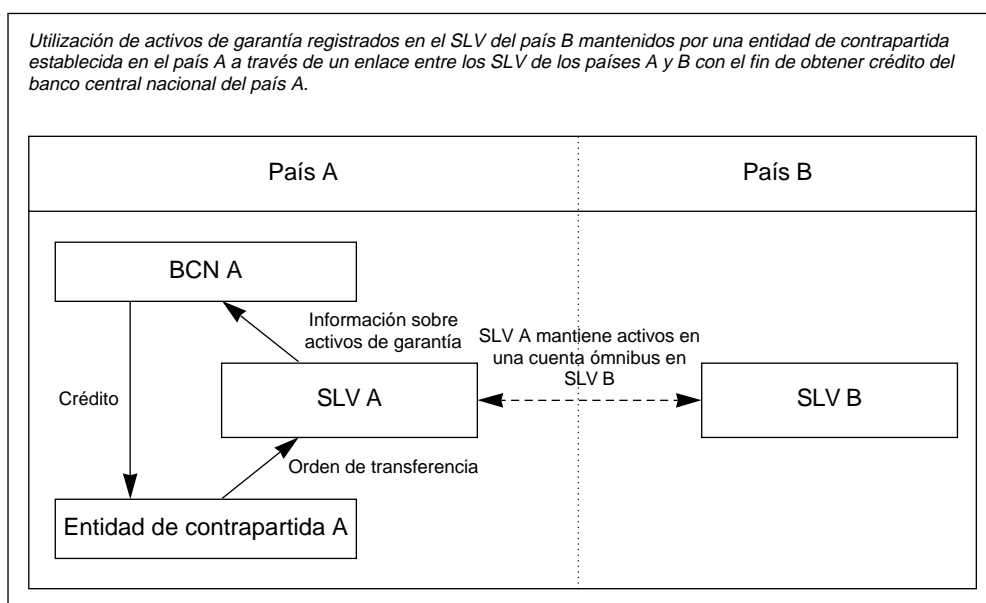 Utilización de activos de garantía registrados en el SLV del país B mantenidos por una entidad de contrapartida
establecida en el país A a través de un enlace entre los SLV de los países A y B con el fin de obtener crédito del
banco central nacional del país A.
País A
País B
BCN A
Información sobre
activos de garantía
SLV A mantiene activos en
una cuenta ómnibus en
SLV B
Crédito
SLV A
SLV B
Orden de transferencia
Entidad de contrapartida A